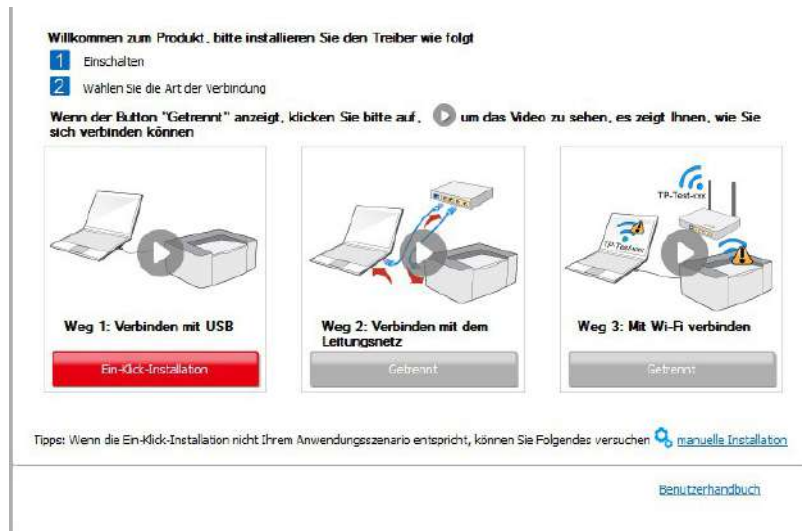 Willkommen zum Produkt, bitte installieren Sie den Treiber wie folgt
1 Einschalten
2 Wählen Sie die Art der Verbindung
Wenn der Button "Getrennt" anzeigt, klicken Sie bitte auf, um das Video zu sehen, es zeigt Ihnen, wie Sie
sich verbinden können
TP-Test-xxx
TP-Test-xxx
Weg 1: Verbinden mit USB
Ein-Klick-Installation
Weg 2: Verbinden mit dem
Leitungsnetz
Getrennt
Weg 3: Mit Wi-Fi verbinden
Getrennt
Tipps: Wenn die Ein-Klick-Installation nicht Ihrem Anwendungsszenario entspricht, können Sie Folgendes versuchen manuelle Installation
Benutzerhandbuch